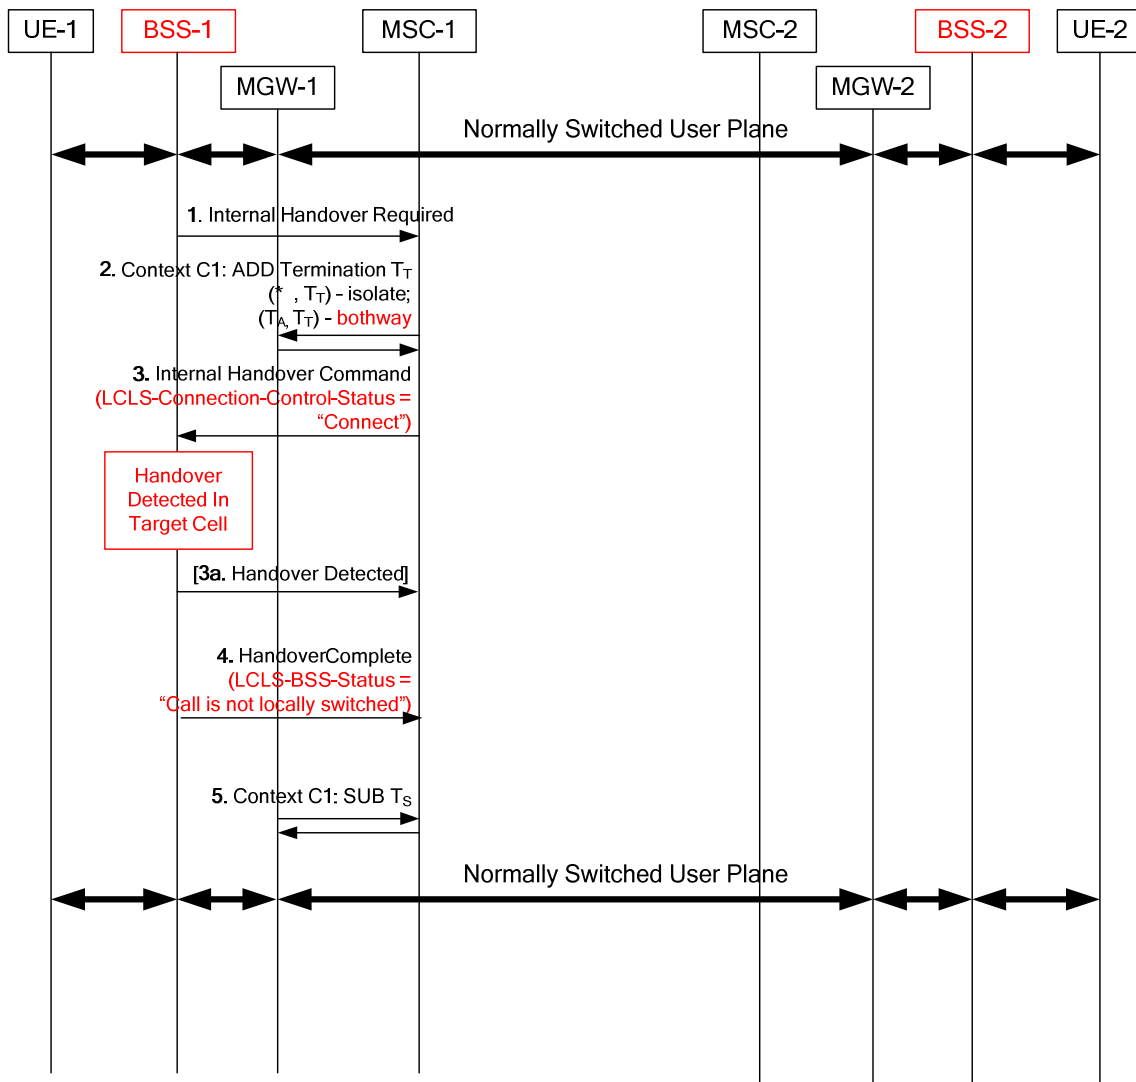 UE-1
BSS-1
MSC-1
MSC-2
BSS-2
UE-2
MGW-1
MGW-2
Normally Switched User Plane
1. Internal Handover Required
2. Context C1: ADD Termination TT
(* , TT) - isolate;
(TA, TT) - bothway
3. Internal Handover Command
(LCLS-Connection-Control-Status =
“Connect”)
Handover
Detected In
Target Cell
[3a. Handover Detected]
4. HandoverComplete
(LCLS-BSS-Status =
“Call is not locally switched”)
5. Context C1: SUB TS
Normally Switched User Plane